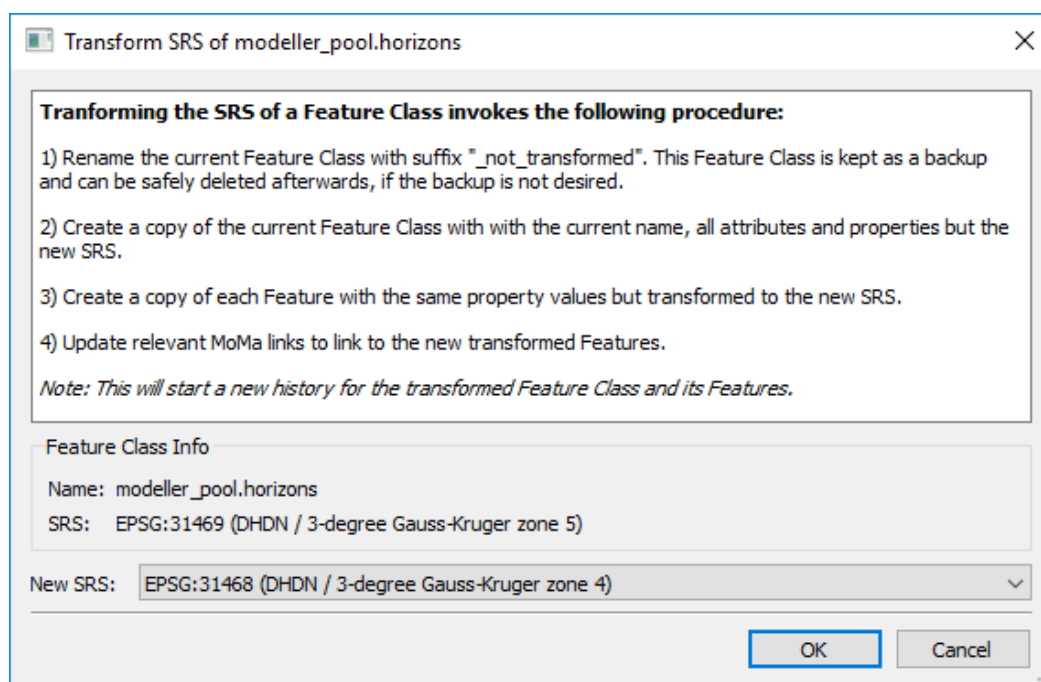 Transform SRS of modeller_pool.horizons
Tranforming the SRS of a Feature Class invokes the following procedure:
1) Rename the current Feature Class with suffix "_not_transformed". This Feature Class is kept as a backup
and can be safely deleted afterwards, if the backup is not desired.
2) Create a copy of the current Feature Class with with the current name, all attributes and properties but the
new SRS.
3) Create a copy of each Feature with the same property values but transformed to the new SRS.
4) Update relevant MoMa links to link to the new transformed Features.
Note: This will start a new history for the transformed Feature Class and its Features.
Feature Class Info
Name: modeller_pool.horizons
SRS: EPSG:31469 (DHDN / 3-degree Gauss-Kruger zone 5)
New SRS: EPSG:31468 (DHDN / 3-degree Gauss-Kruger zone 4)
OK Cancel